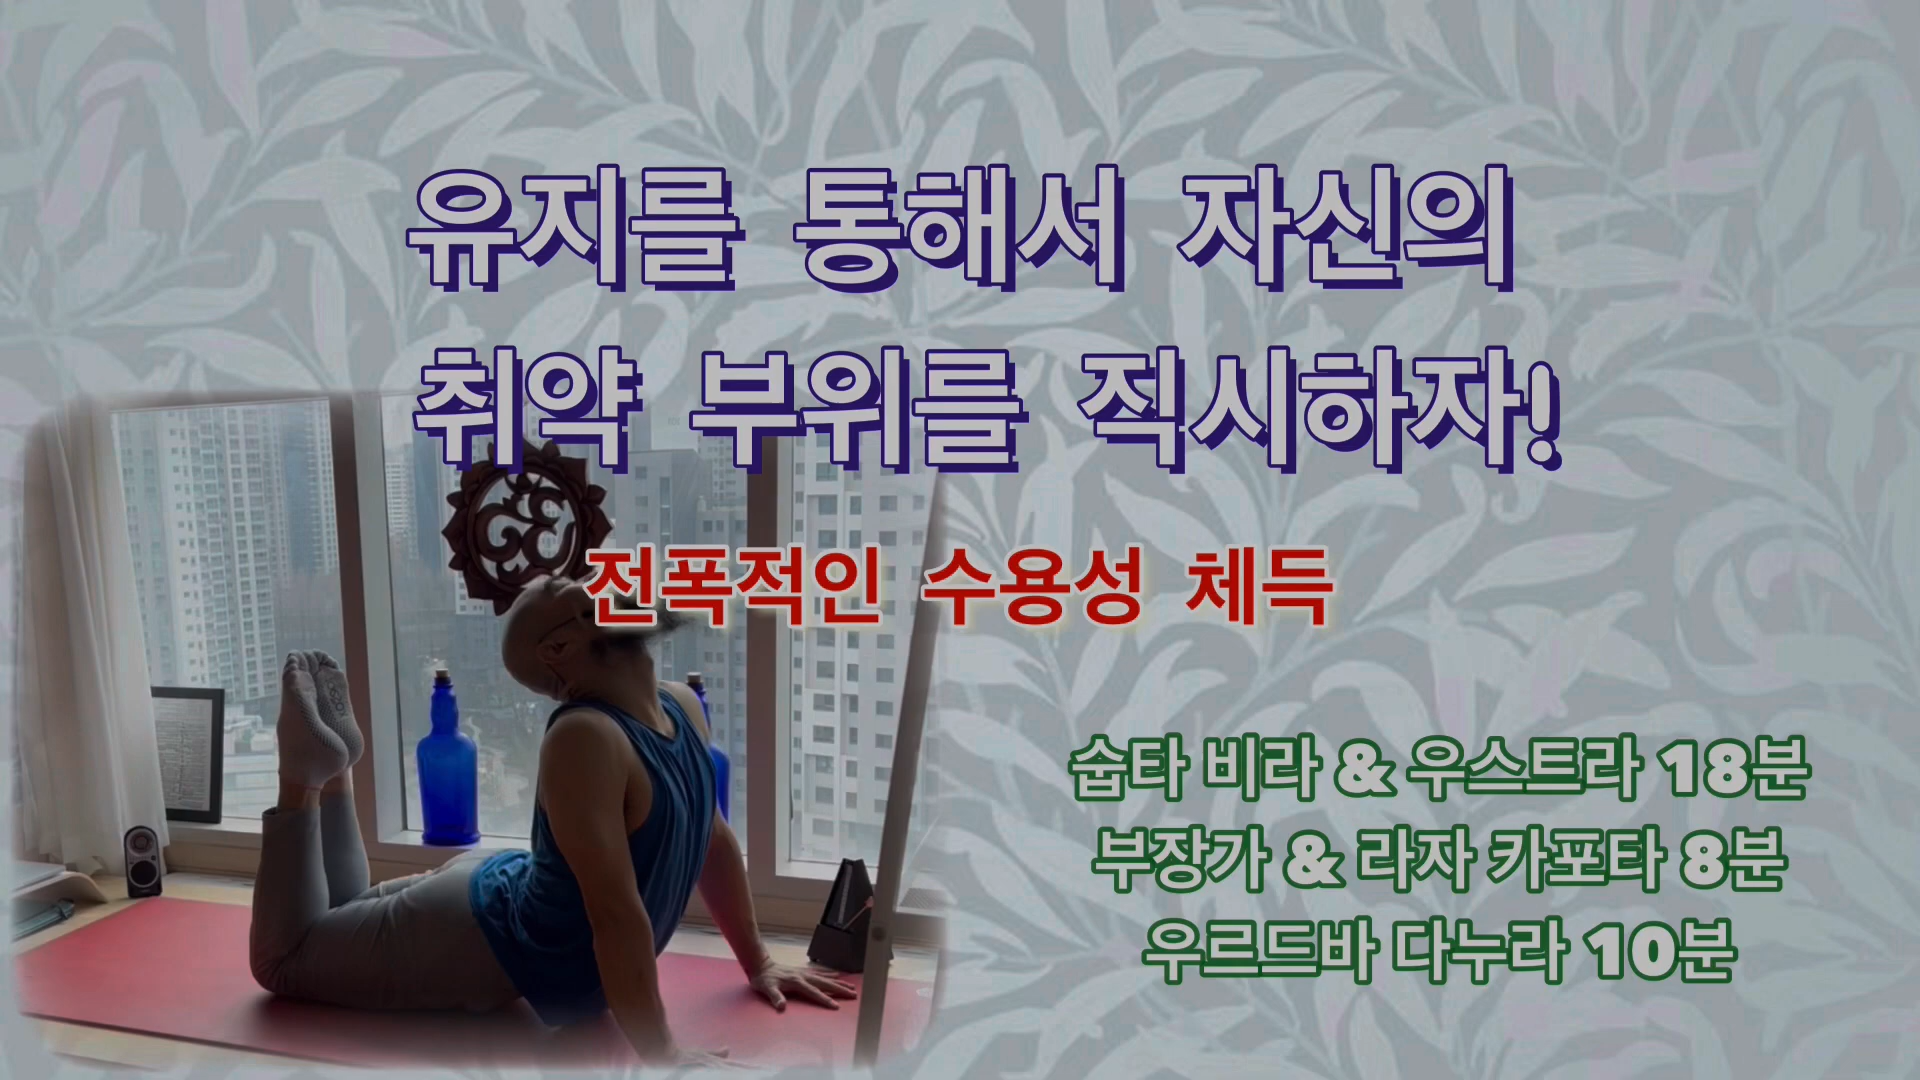 유지를 통해서 자신의
취약 부위를 직시하자!
전폭적인 수용성 체득
숩타 비라 & 우스트라 18분
부장가 & 라자 카포타 8분
우르드바 다누라 10분